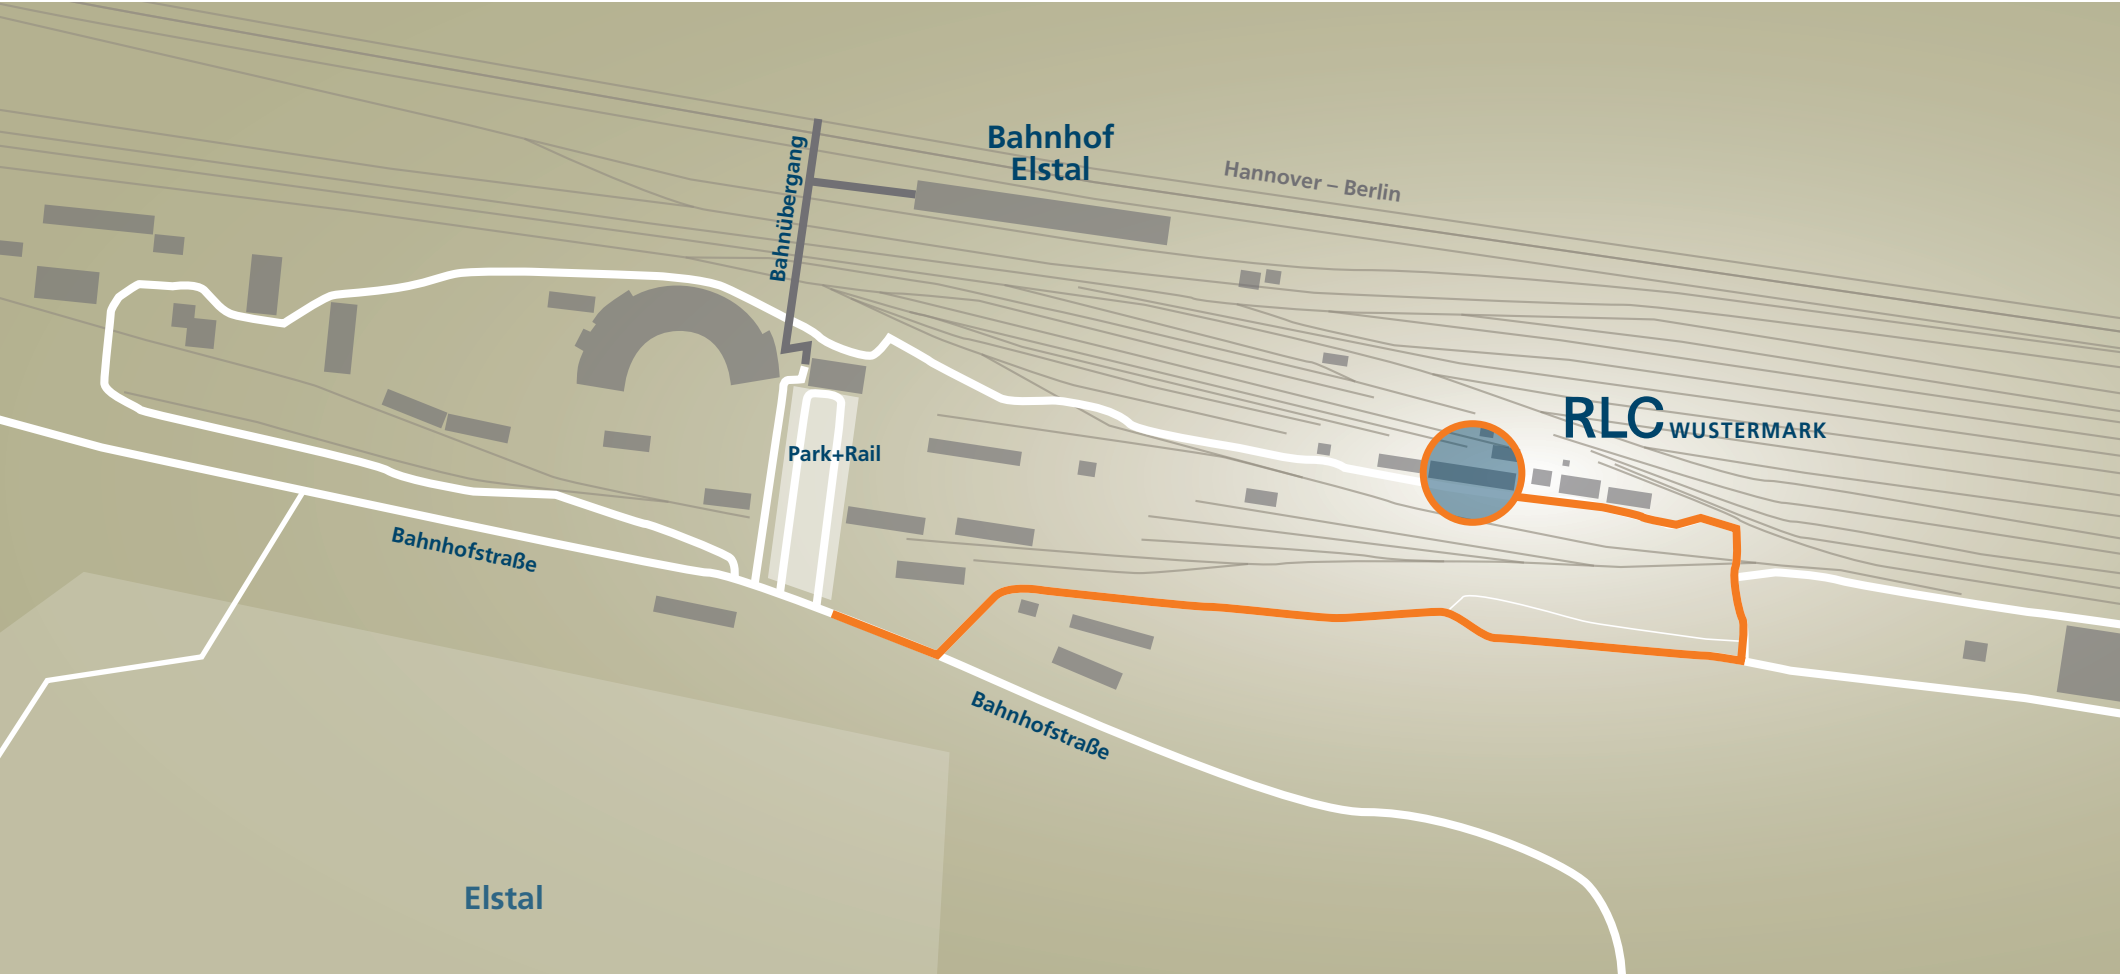 Bahnhof
Elstal
Bahnübergang
Hannover – Berlin
RLC WUSTERMARK
Park+Rail
Bahnhofstraße
Bahnhofstraße
Elstal